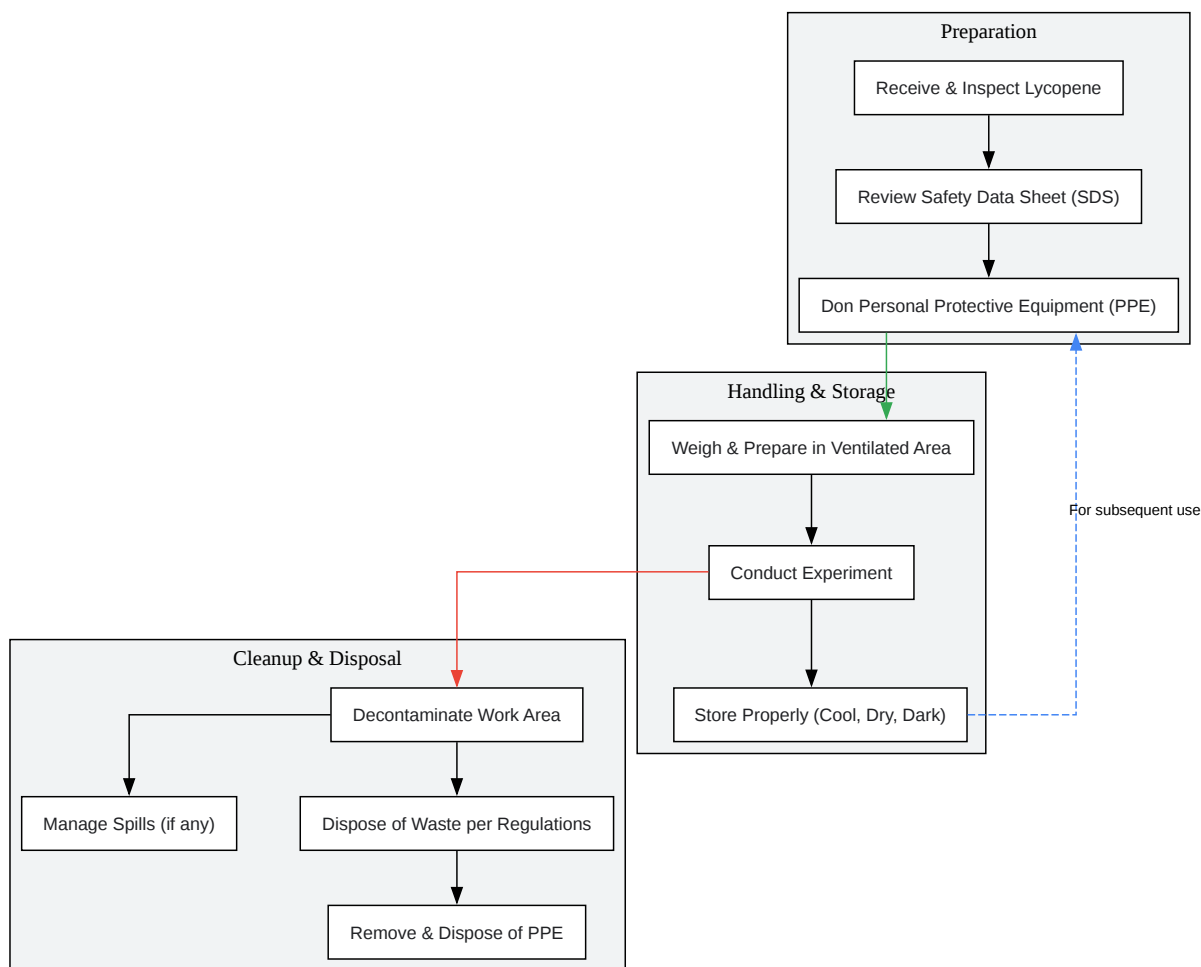 Preparation
Receive & Inspect Lycopene
Review Safety Data Sheet (SDS)
Don Personal Protective Equipment (PPE)
Handling & Storage
Weigh & Prepare in Ventilated Area
For subsequent use
Conduct Experiment
Store Properly (Cool, Dry, Dark)
Cleanup & Disposal
Decontaminate Work Area
Manage Spills (if any)
Dispose of Waste per Regulations
Remove & Dispose of PPE